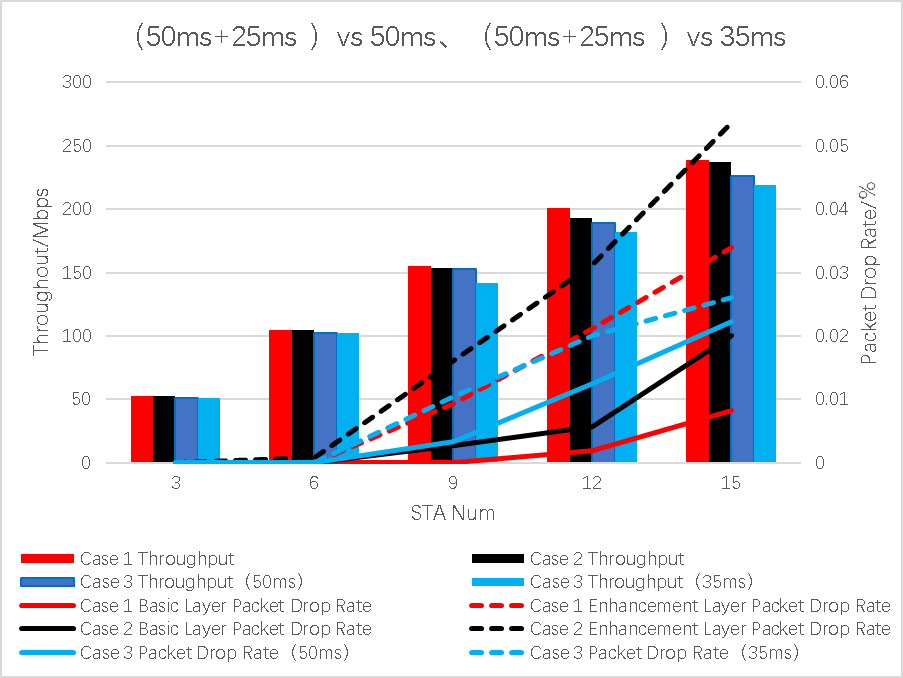 （50ms+25ms ）vs 50ms、（50ms+25ms ）vs 35ms
300
250
200
150
100
50
0
Throughout/Mbps
0.06
0.05
0.04
0.03
0.02
0.01
0
Packet Drop Rate/%
3 6 9 12 15
STA Num
Case 1 Throughput
Case 2 Throughput
Case 3 Throughput（50ms）
Case 3 Throughput（35ms）
Case 1 Basic Layer Packet Drop Rate
Case 1 Enhancement Layer Packet Drop Rate
Case 2 Basic Layer Packet Drop Rate
Case 2 Enhancement Layer Packet Drop Rate
Case 3 Packet Drop Rate（50ms）
Case 3 Packet Drop Rate（35ms）